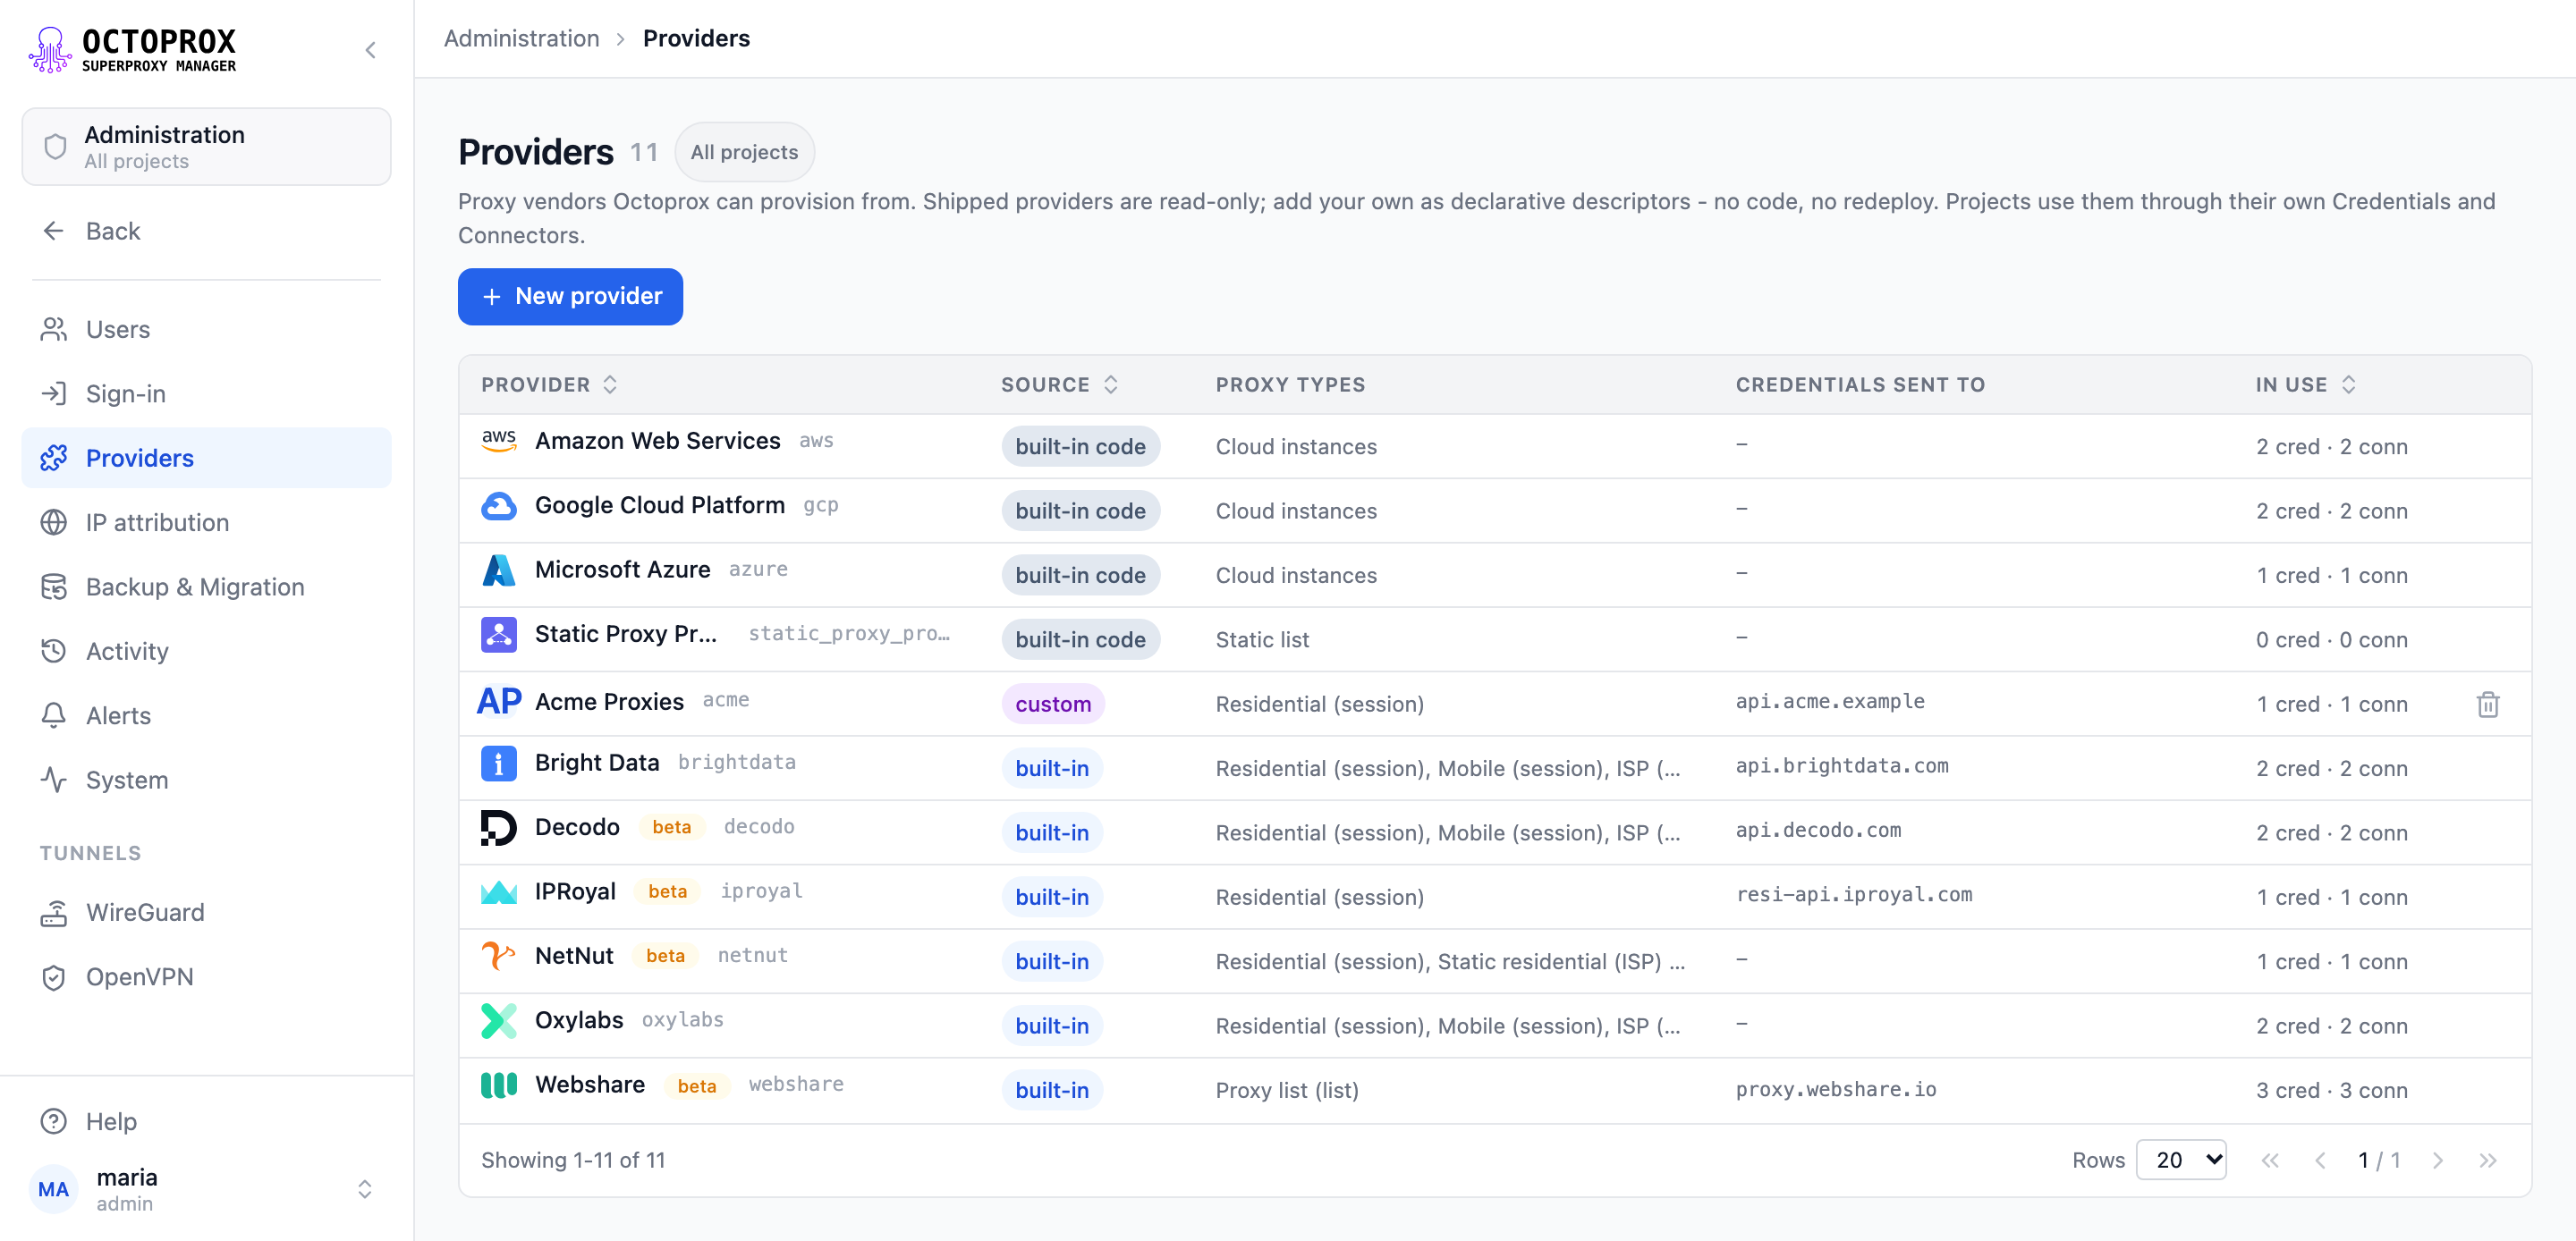 OCTOPROX
SUPERPROXY MANAGER
Administration
All projects
Back
Users
Sign-in
Providers
IP attribution
Backup & Migration
Activity
Alerts
System
TUNNELS
WireGuard
OpenVPN
Help
MA
maria
admin
Administration > Providers
Providers 11 All projects
Proxy vendors Octoprox can provision from. Shipped providers are read-only; add your own as declarative descriptors - no code, no redeploy. Projects use them through their own Credentials and
Connectors.
+ New provider
PROVIDER SOURCE PROXY TYPES CREDENTIALS SENT TO IN USE
aws Amazon Web Services aws built-in code Cloud instances – 2 cred · 2 conn
Google Cloud Platform gcp built-in code Cloud instances – 2 cred · 2 conn
Microsoft Azure azure built-in code Cloud instances – 1 cred · 1 conn
Static Proxy Pr... static_proxy_pro… built-in code Static list – 0 cred · 0 conn
AP Acme Proxies acme custom Residential (session) api.acme.example 1 cred · 1 conn
Bright Data brightdata built-in Residential (session), Mobile (session), ISP (... api.brightdata.com 2 cred · 2 conn
Decodo beta decodo built-in Residential (session), Mobile (session), ISP (... api.decodo.com 2 cred · 2 conn
IPRoyal beta iproyal built-in Residential (session) resi-api.iproyal.com 1 cred · 1 conn
NetNut beta netnut built-in Residential (session), Static residential (ISP) ... – 1 cred · 1 conn
Oxylabs oxylabs built-in Residential (session), Mobile (session), ISP (... – 2 cred · 2 conn
Webshare beta webshare built-in Proxy list (list) proxy.webshare.io 3 cred · 3 conn
Showing 1-11 of 11 Rows 20 1 / 1